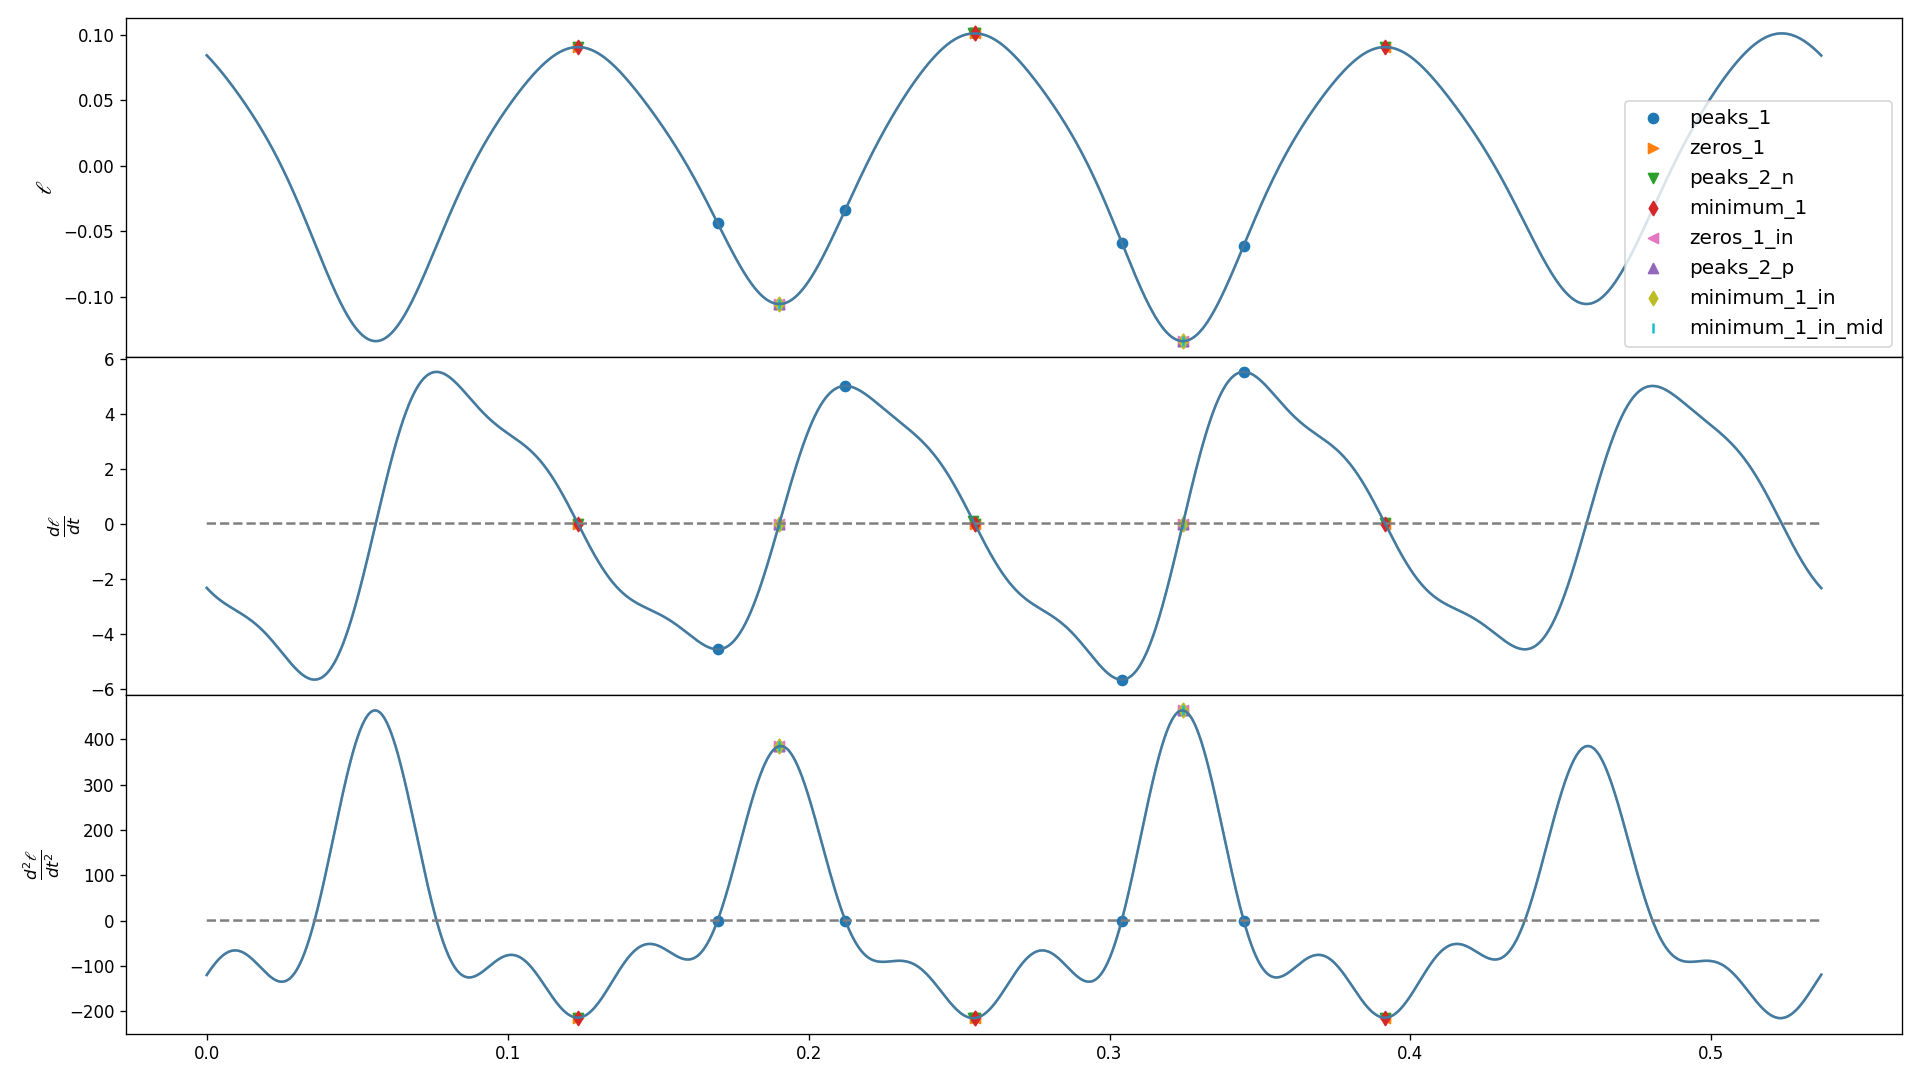 0.10
0.05
0.00
−0.05
−0.10
ℓ
peaks_1
zeros_1
peaks_2_n
minimum_1
zeros_1_in
peaks_2_p
minimum_1_in
minimum_1_in_mid
6
4
2
0
−2
−4
−6
dℓ
dt
400
300
200
100
0
−100
−200
d²ℓ
dt²
0.0 0.1 0.2 0.3 0.4 0.5